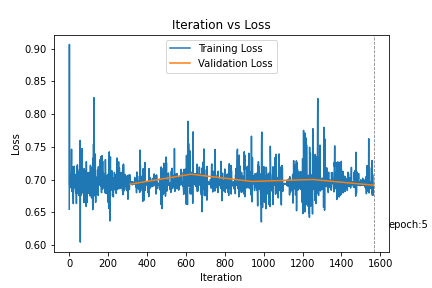 Iteration vs Loss
Training Loss
Validation Loss
0.90
0.85
0.80
0.75
0.70
0.65
0.60
Loss
epoch:5
0 200 400 600 800 1000 1200 1400 1600
Iteration